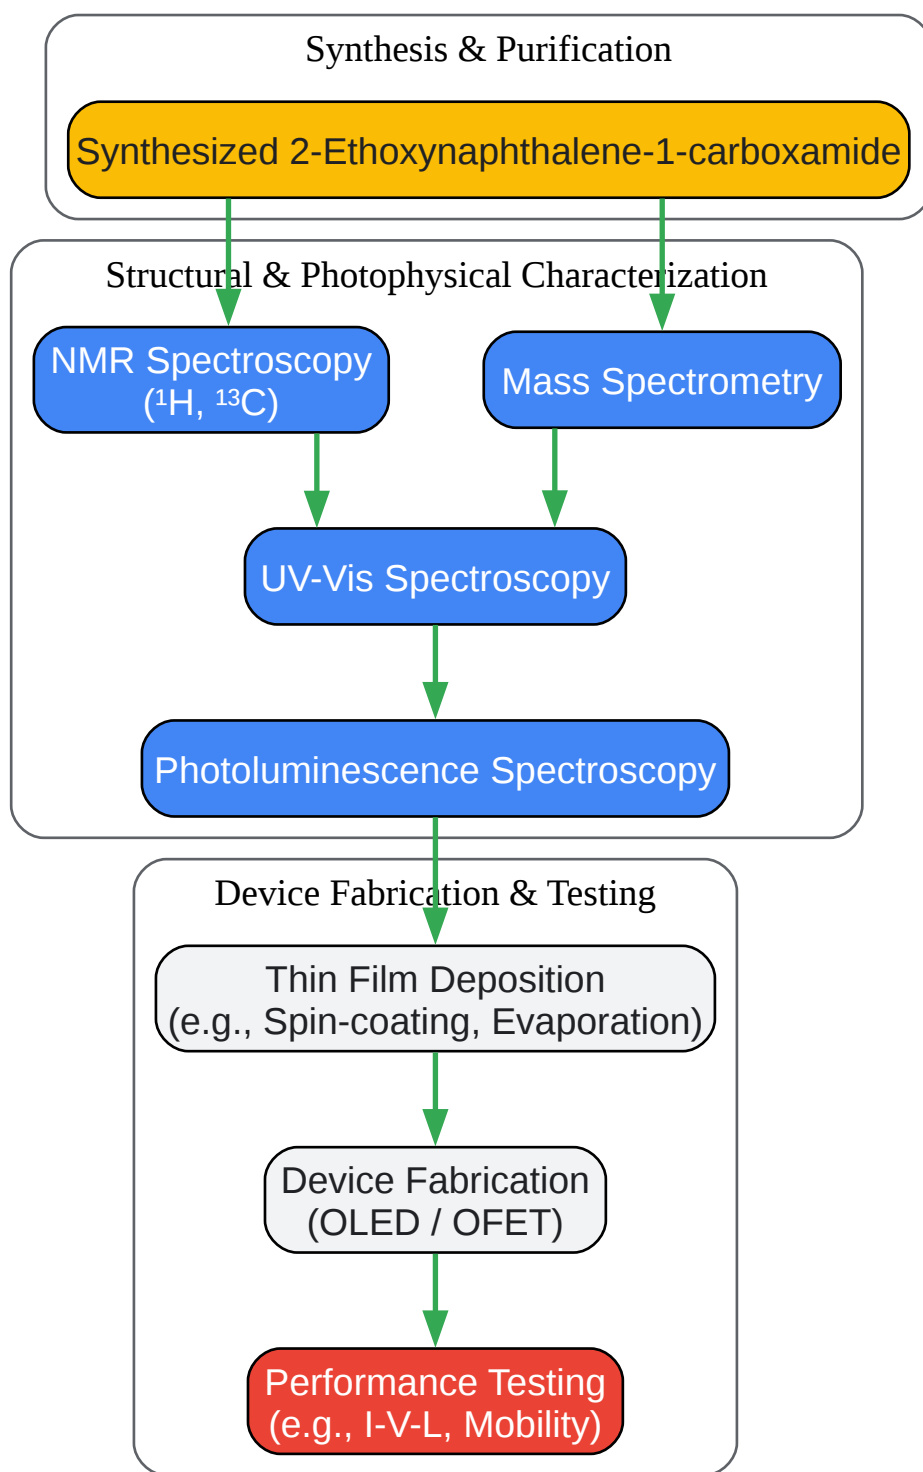 Synthesis & Purification
Synthesized 2-Ethoxynaphthalene-1-carboxamide
Structural & Photophysical Characterization
NMR Spectroscopy
(¹H, ¹³C)
Mass Spectrometry
UV-Vis Spectroscopy
Photoluminescence Spectroscopy
Device Fabrication & Testing
Thin Film Deposition
(e.g., Spin-coating, Evaporation)
Device Fabrication
(OLED / OFET)
Performance Testing
(e.g., I-V-L, Mobility)